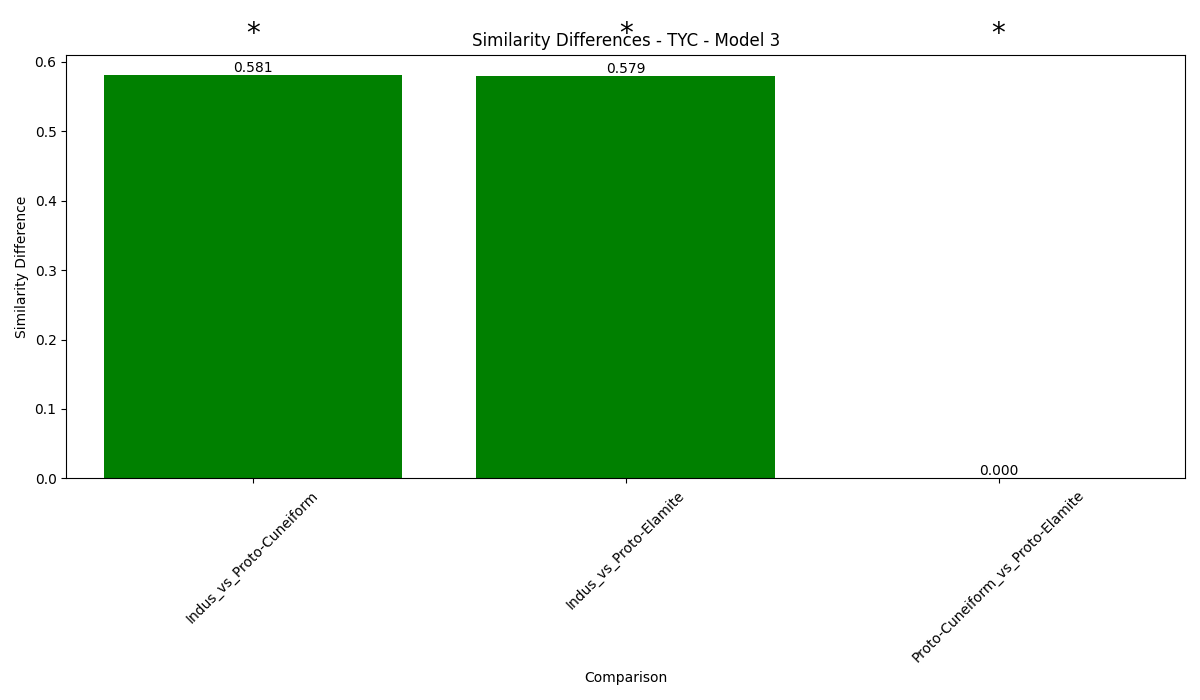 * * *
Similarity Differences - TYC - Model 3
0.581 0.579 0.000
Similarity Difference
0.6
0.5
0.4
0.3
0.2
0.1
0.0
Indus_vs_Proto-Cuneiform
Indus_vs_Proto-Elamite
Proto-Cuneiform_vs_Proto-Elamite
Comparison